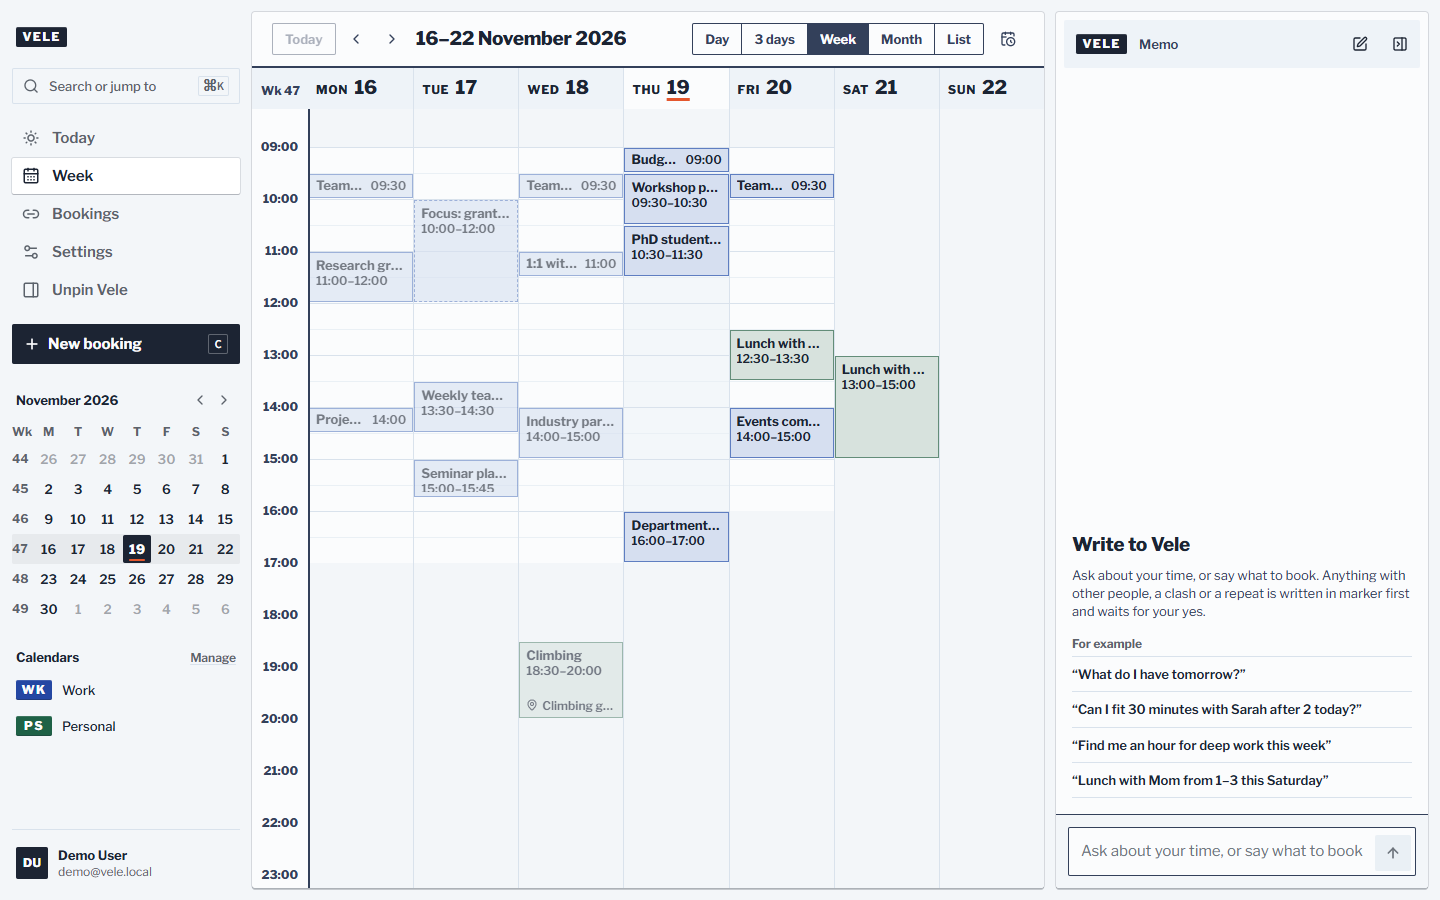 VELE
Search or jump to ⌘K
Today
Week
Bookings
Settings
Unpin Vele
New booking C
November 2026
Wk M T W T F S S
44 26 27 28 29 30 31 1
45 2 3 4 5 6 7 8
46 9 10 11 12 13 14 15
47 16 17 18 19 20 21 22
48 23 24 25 26 27 28 29
49 30 1 2 3 4 5 6
Calendars Manage
WK Work
PS Personal
DU Demo User
demo@vele.local
Today 16–22 November 2026 Day 3 days Week Month List
Wk 47 MON 16 TUE 17 WED 18 THU 19 FRI 20 SAT 21 SUN 22
09:00
10:00
11:00
12:00
13:00
14:00
15:00
16:00
17:00
18:00
19:00
20:00
21:00
22:00
23:00
Team... 09:30
Research gr...
11:00–12:00
Proje... 14:00
Focus: grant...
10:00–12:00
Weekly tea...
13:30–14:30
Seminar pla...
15:00–15:45
Team... 09:30
1:1 wit... 11:00
Industry par...
14:00–15:00
Climbing
18:30–20:00
Climbing g...
Budg... 09:00
Workshop p...
09:30–10:30
PhD student...
10:30–11:30
Department...
16:00–17:00
Team... 09:30
Lunch with ...
12:30–13:30
Events com...
14:00–15:00
Lunch with ...
13:00–15:00
VELE Memo
Write to Vele
Ask about your time, or say what to book. Anything with
other people, a clash or a repeat is written in marker first
and waits for your yes.
For example
“What do I have tomorrow?”
“Can I fit 30 minutes with Sarah after 2 today?”
“Find me an hour for deep work this week”
“Lunch with Mom from 1–3 this Saturday”
Ask about your time, or say what to book